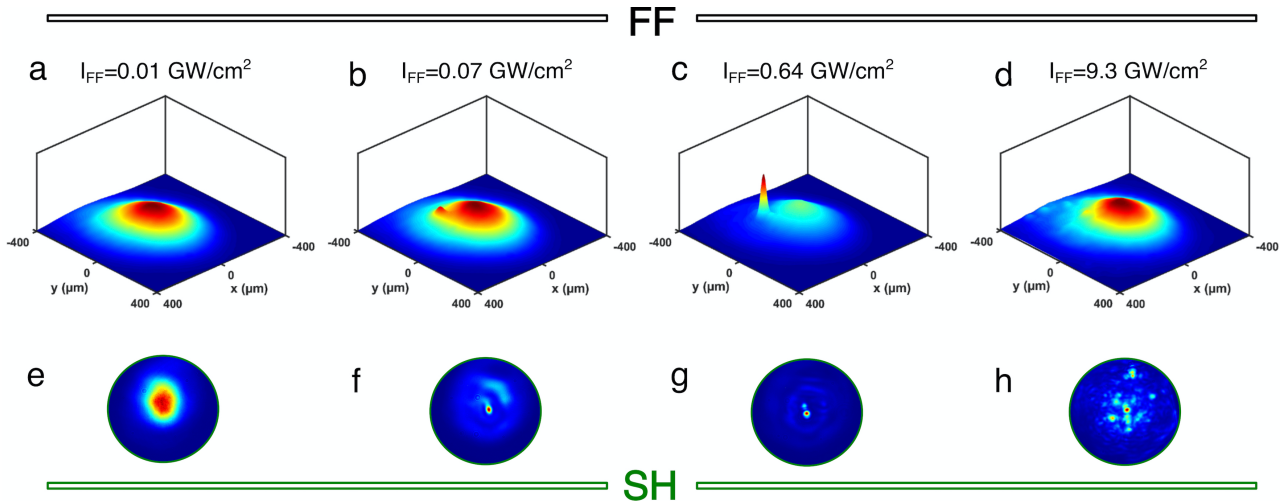 FF
a I_FF=0.01 GW/cm²
b I_FF=0.07 GW/cm²
c I_FF=0.64 GW/cm²
d I_FF=9.3 GW/cm²
-400 0 400 y (µm) 400 0 -400 x (µm)
-400 0 400 y (µm) 400 0 -400 x (µm)
-400 0 400 y (µm) 400 0 -400 x (µm)
-400 0 400 y (µm) 400 0 -400 x (µm)
e
f
g
h
SH